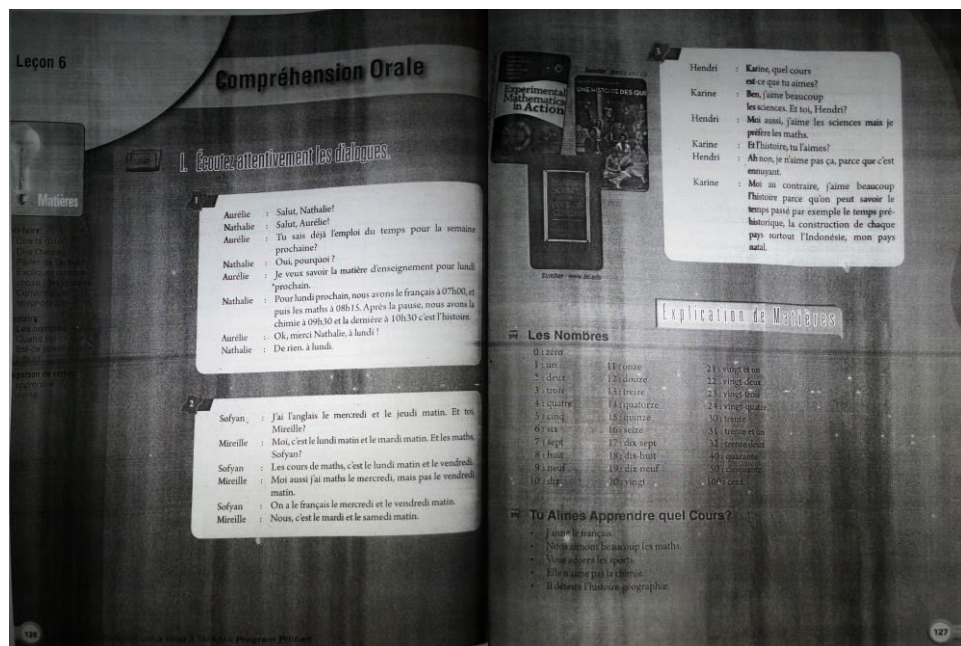 Leçon 6
Compréhension Orale
Matières
I. Écoutez attentivement les dialogues.
1
Aurélie : Salut, Nathalie!
Nathalie : Salut, Aurélie!
Aurélie : Tu sais déjà l'emploi du temps pour la semaine
prochaine?
Nathalie : Oui, pourquoi ?
Aurélie : Je veux savoir la matière d'enseignement pour lundi
prochain.
Nathalie : Pour lundi prochain, nous avons le français à 07h00, et
puis les maths à 08h15. Après la pause, nous avons la
chimie à 09h30 et la dernière à 10h30 c'est l'histoire.
Aurélie : Ok, merci Nathalie, à lundi !
Nathalie : De rien. à lundi.
2
Sofyan : J'ai l'anglais le mercredi et le jeudi matin. Et toi,
Mireille?
Mireille : Moi, c'est le lundi matin et le mardi matin. Et les maths,
Sofyan?
Sofyan : Les cours de maths, c'est le lundi matin et le vendredi.
Mireille : Moi aussi j'ai maths le mercredi, mais pas le vendredi
matin.
Sofyan : On a le français le mercredi et le vendredi matin.
Mireille : Nous, c'est le mardi et le samedi matin.
Program Pilihan
126
Experimental
Mathematics
in Action
UNE HISTOIRE DES
3
Hendri : Karine, quel cours
est-ce que tu aimes?
Karine : Ben, j'aime beaucoup
les sciences. Et toi, Hendri?
Hendri : Moi aussi, j'aime les sciences mais je
préfère les maths.
Karine : Et l'histoire, tu l'aimes?
Hendri : Ah non, je n'aime pas ça, parce que c'est
ennuyant.
Karine : Moi au contraire, j'aime beaucoup
l'histoire parce qu'on peut savoir le
temps passé par exemple le temps pré-
historique, la construction de chaque
pays surtout l'Indonésie, mon pays
natal.
Explication de Matières
Les Nombres
0 : zéro
1 : un 11 : onze 21 : vingt et un
2 : deux 12 : douze 22 : vingt-deux
3 : trois 13 : treize 23 : vingt-trois
4 : quatre 14 : quatorze 24 : vingt-quatre
5 : cinq 15 : quinze 30 : trente
6 : six 16 : seize 31 : trente et un
7 : sept 17 : dix-sept 32 : trente deux
8 : huit 18 : dix-huit 40 : quarante
9 : neuf 19 : dix-neuf 50 : cinquante
10 : dix 20 : vingt 100 : cent
Tu Aimes Apprendre quel Cours?
J'aime le français.
Nous aimons beaucoup les maths.
Vous adorez les sports.
Elle n'aime pas la chimie.
Il déteste l'histoire-géographie.
127